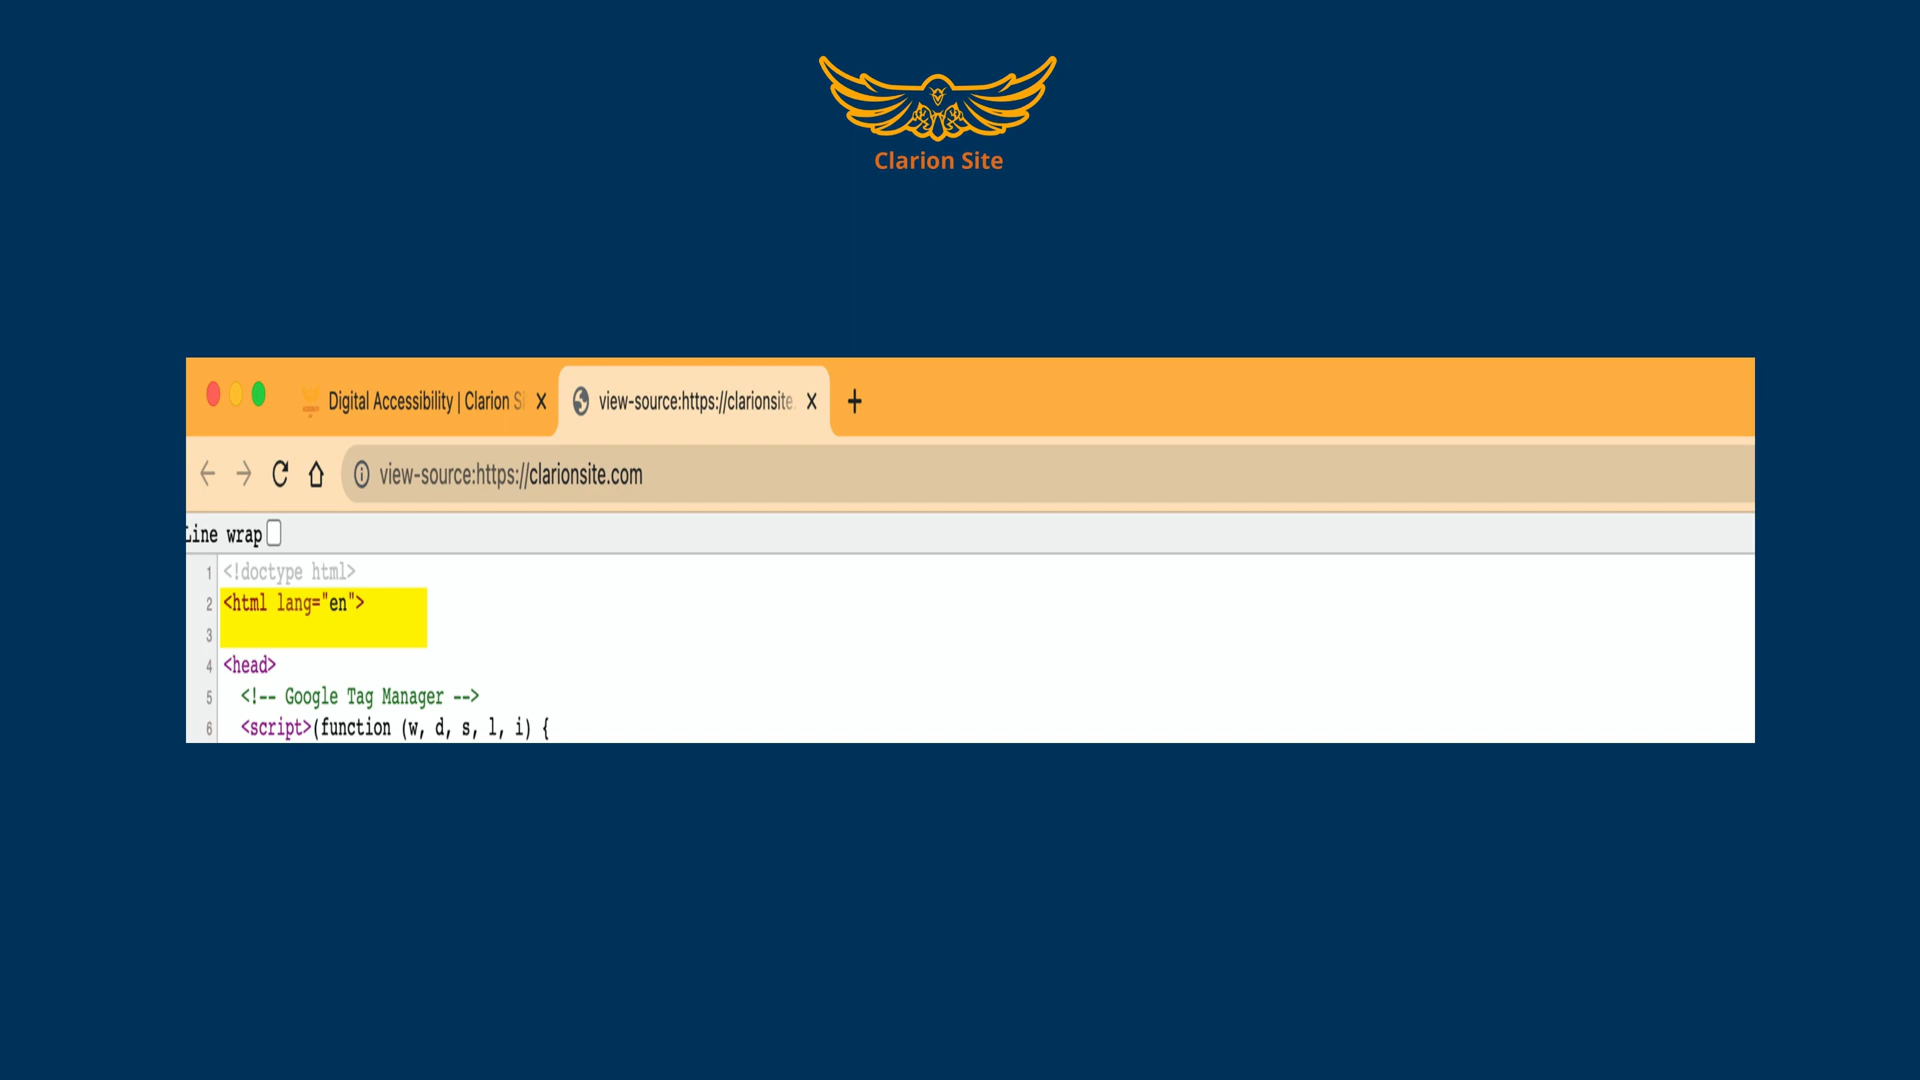 Clarion Site
Digital Accessibility | Clarion S
view-source:https://clarionsite.
view-source:https://clarionsite.com
Line wrap
1 <!doctype html>
2 <html lang="en">
3
4 <head>
5 <!-- Google Tag Manager -->
6 <script>(function (w, d, s, l, i) {